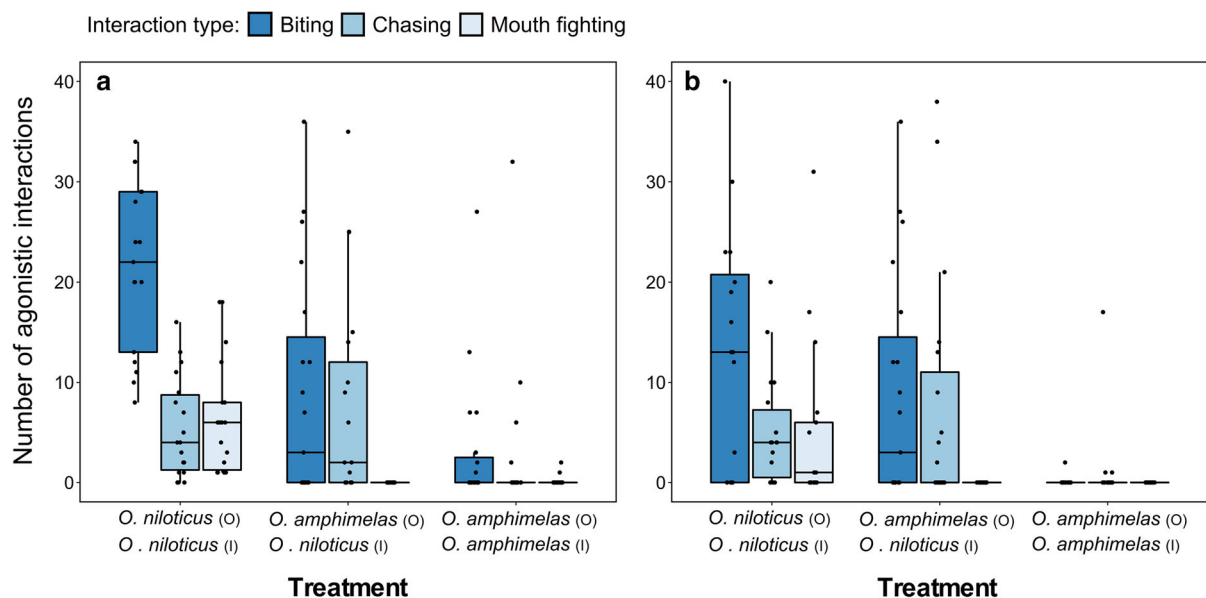 Interaction type: Biting Chasing Mouth fighting
Number of agonistic interactions
a
40
30
20
10
0
O. niloticus (O)
O . niloticus (I)
O. amphimelas (O)
O . niloticus (I)
O. amphimelas (O)
O. amphimelas (I)
Treatment
b
40
30
20
10
0
O. niloticus (O)
O . niloticus (I)
O. amphimelas (O)
O . niloticus (I)
O. amphimelas (O)
O. amphimelas (I)
Treatment